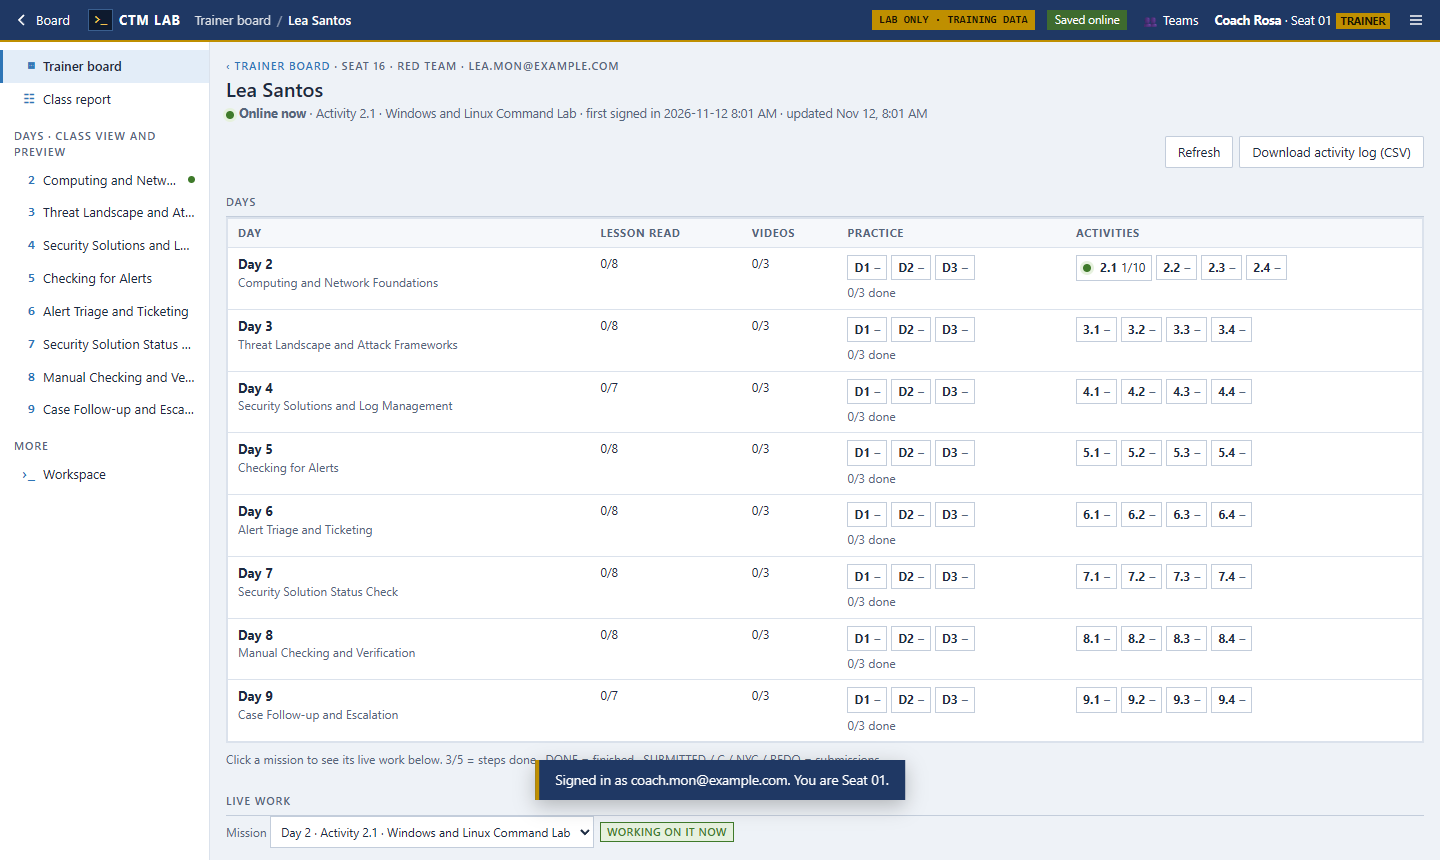 Board >_ CTM LAB Trainer board / Lea Santos LAB ONLY · TRAINING DATA Saved online Teams Coach Rosa · Seat 01 TRAINER
Trainer board
Class report
DAYS · CLASS VIEW AND
PREVIEW
2 Computing and Netw...
3 Threat Landscape and At...
4 Security Solutions and L...
5 Checking for Alerts
6 Alert Triage and Ticketing
7 Security Solution Status ...
8 Manual Checking and Ve...
9 Case Follow-up and Esca...
MORE
>_ Workspace
‹ TRAINER BOARD · SEAT 16 · RED TEAM · LEA.MON@EXAMPLE.COM
Lea Santos
Online now · Activity 2.1 · Windows and Linux Command Lab · first signed in 2026-11-12 8:01 AM · updated Nov 12, 8:01 AM
Refresh Download activity log (CSV)
DAYS
DAY LESSON READ VIDEOS PRACTICE ACTIVITIES
Day 2 0/8 0/3 D1 – D2 – D3 – 2.1 1/10 2.2 – 2.3 – 2.4 –
Computing and Network Foundations 0/3 done
Day 3 0/8 0/3 D1 – D2 – D3 – 3.1 – 3.2 – 3.3 – 3.4 –
Threat Landscape and Attack Frameworks 0/3 done
Day 4 0/7 0/3 D1 – D2 – D3 – 4.1 – 4.2 – 4.3 – 4.4 –
Security Solutions and Log Management 0/3 done
Day 5 0/8 0/3 D1 – D2 – D3 – 5.1 – 5.2 – 5.3 – 5.4 –
Checking for Alerts 0/3 done
Day 6 0/8 0/3 D1 – D2 – D3 – 6.1 – 6.2 – 6.3 – 6.4 –
Alert Triage and Ticketing 0/3 done
Day 7 0/8 0/3 D1 – D2 – D3 – 7.1 – 7.2 – 7.3 – 7.4 –
Security Solution Status Check 0/3 done
Day 8 0/8 0/3 D1 – D2 – D3 – 8.1 – 8.2 – 8.3 – 8.4 –
Manual Checking and Verification 0/3 done
Day 9 0/7 0/3 D1 – D2 – D3 – 9.1 – 9.2 – 9.3 – 9.4 –
Case Follow-up and Escalation 0/3 done
Click a mission to see its live work below. 3/5 = steps done · DONE = finished · SUBMITTED / C / NYC / REDO = submissions
Signed in as coach.mon@example.com. You are Seat 01.
LIVE WORK
Mission Day 2 · Activity 2.1 · Windows and Linux Command Lab WORKING ON IT NOW